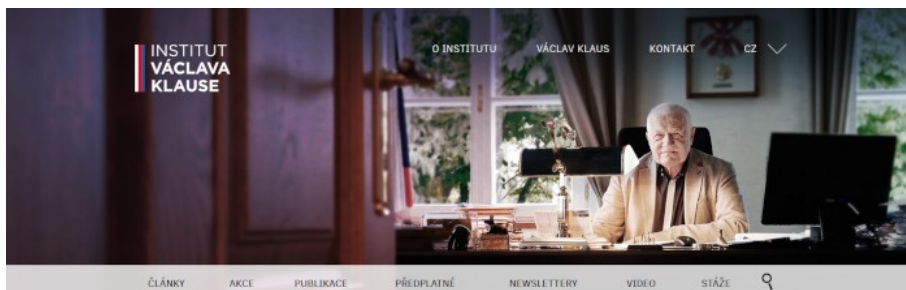 INSTITUT
VÁCLAVA
KLAUSE
O INSTITUTU VÁCLAV KLAUS KONTAKT CZ
ČLÁNKY AKCE PUBLIKACE PŘEDPLATNÉ NEWSLETTERY VIDEO STÁŽE